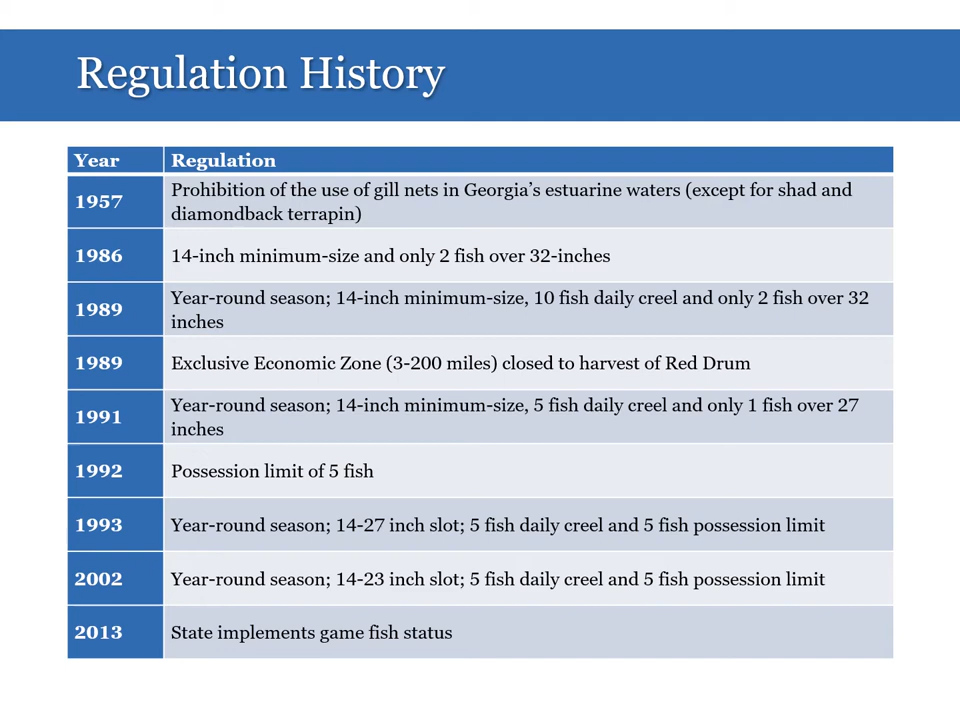 Regulation History
Year Regulation
1957 Prohibition of the use of gill nets in Georgia’s estuarine waters (except for shad and
diamondback terrapin)
1986 14-inch minimum-size and only 2 fish over 32-inches
1989 Year-round season; 14-inch minimum-size, 10 fish daily creel and only 2 fish over 32
inches
1989 Exclusive Economic Zone (3-200 miles) closed to harvest of Red Drum
1991 Year-round season; 14-inch minimum-size, 5 fish daily creel and only 1 fish over 27
inches
1992 Possession limit of 5 fish
1993 Year-round season; 14-27 inch slot; 5 fish daily creel and 5 fish possession limit
2002 Year-round season; 14-23 inch slot; 5 fish daily creel and 5 fish possession limit
2013 State implements game fish status